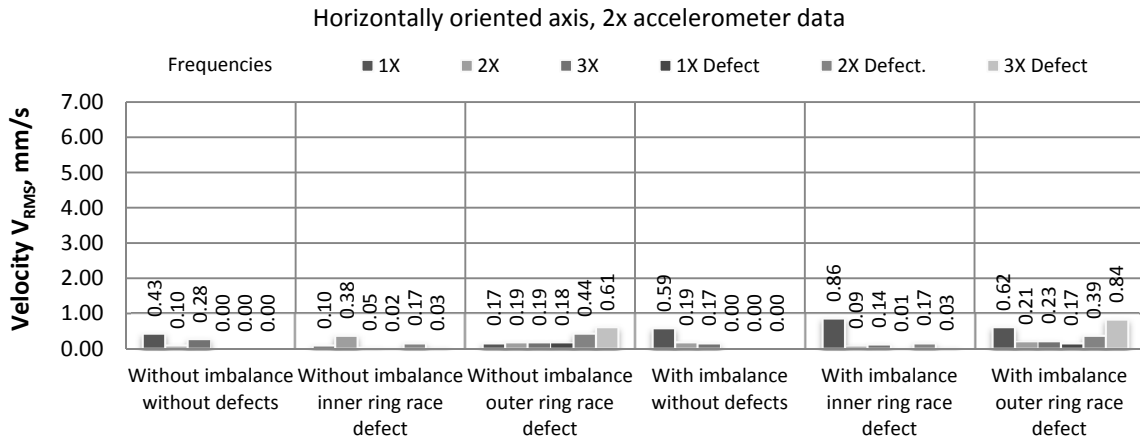 Horizontally oriented axis, 2x accelerometer data
Frequencies 1X 2X 3X 1X Defect 2X Defect. 3X Defect
Velocity V_RMS, mm/s
7.00
6.00
5.00
4.00
3.00
2.00
1.00
0.00
0.43 0.10 0.28 0.00 0.00 0.00
0.10 0.38 0.05 0.02 0.17 0.03
0.17 0.19 0.19 0.18 0.44 0.61
0.59 0.19 0.17 0.00 0.00 0.00
0.86 0.09 0.14 0.01 0.17 0.03
0.62 0.21 0.23 0.17 0.39 0.84
Without imbalance
without defects
Without imbalance
inner ring race
defect
Without imbalance
outer ring race
defect
With imbalance
without defects
With imbalance
inner ring race
defect
With imbalance
outer ring race
defect